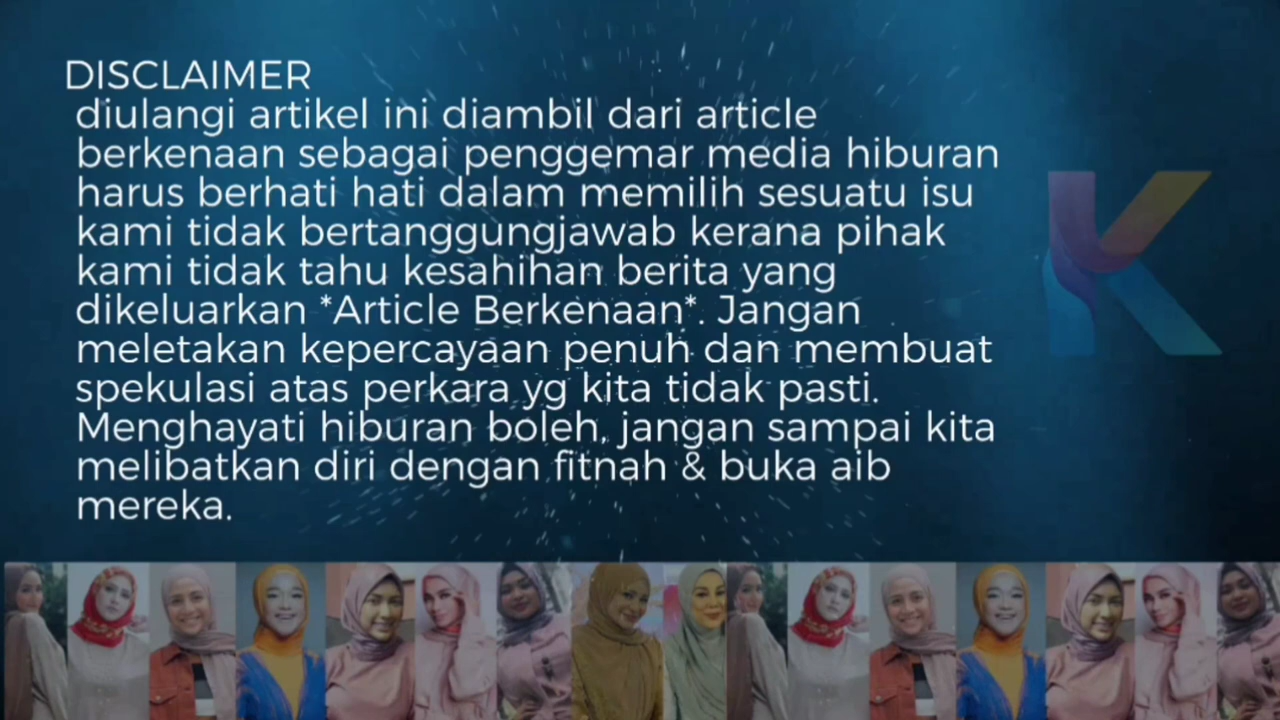 DISCLAIMER
diulangi artikel ini diambil dari article
berkenaan sebagai penggemar media hiburan
harus berhati hati dalam memilih sesuatu isu
kami tidak bertanggungjawab kerana pihak
kami tidak tahu kesahihan berita yang
dikeluarkan *Article Berkenaan*. Jangan
meletakan kepercayaan penuh dan membuat
spekulasi atas perkara yg kita tidak pasti.
Menghayati hiburan boleh, jangan sampai kita
melibatkan diri dengan fitnah & buka aib
mereka.
K